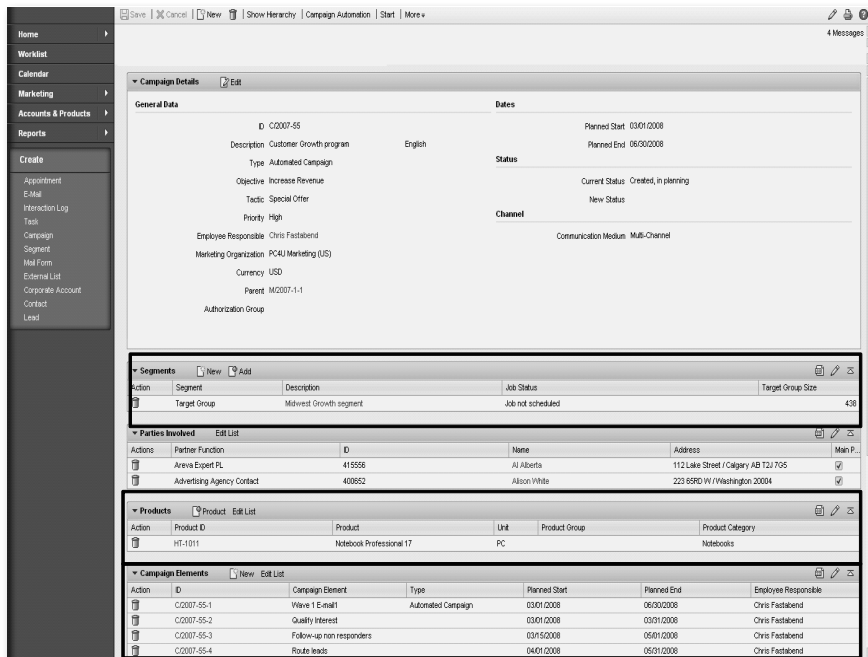 Save | Cancel | New | Show Hierarchy | Campaign Automation | Start | More
4 Messages
Home
Worklist
Calendar
Marketing
Accounts & Products
Reports
Create
Appointment
E-Mail
Interaction Log
Task
Campaign
Segment
Mail Form
External List
Corporate Account
Contact
Lead
Campaign Details Edit
General Data Dates
ID C/2007-55 Planned Start 03/01/2008
Description Customer Growth program English Planned End 06/30/2008
Type Automated Campaign Status
Objective Increase Revenue Current Status Created, in planning
Tactic Special Offer New Status
Priority High Channel
Employee Responsible Chris Fastabend Communication Medium Multi-Channel
Marketing Organization PC4U Marketing (US)
Currency USD
Parent M/2007-1-1
Authorization Group
Segments New Add
Action Segment Description Job Status Target Group Size
Target Group Midwest Growth segment Job not scheduled 438
Parties Involved Edit List
Actions Partner Function ID Name Address Main P...
Areva Expert PL 415556 Al Alberta 112 Lake Street / Calgary AB T2J 7G5
Advertising Agency Contact 400652 Alison White 223 65RD W / Washington 20004
Products Product Edit List
Action Product ID Product Unit Product Group Product Category
HT-1011 Notebook Professional 17 PC Notebooks
Campaign Elements New Edit List
Action ID Campaign Element Type Planned Start Planned End Employee Responsible
C/2007-55-1 Wave 1 E-mail1 Automated Campaign 03/01/2008 06/30/2008 Chris Fastabend
C/2007-55-2 Qualify Interest 03/01/2008 03/31/2008 Chris Fastabend
C/2007-55-3 Follow-up non responders 03/15/2008 05/01/2008 Chris Fastabend
C/2007-55-4 Route leads 04/01/2008 05/31/2008 Chris Fastabend